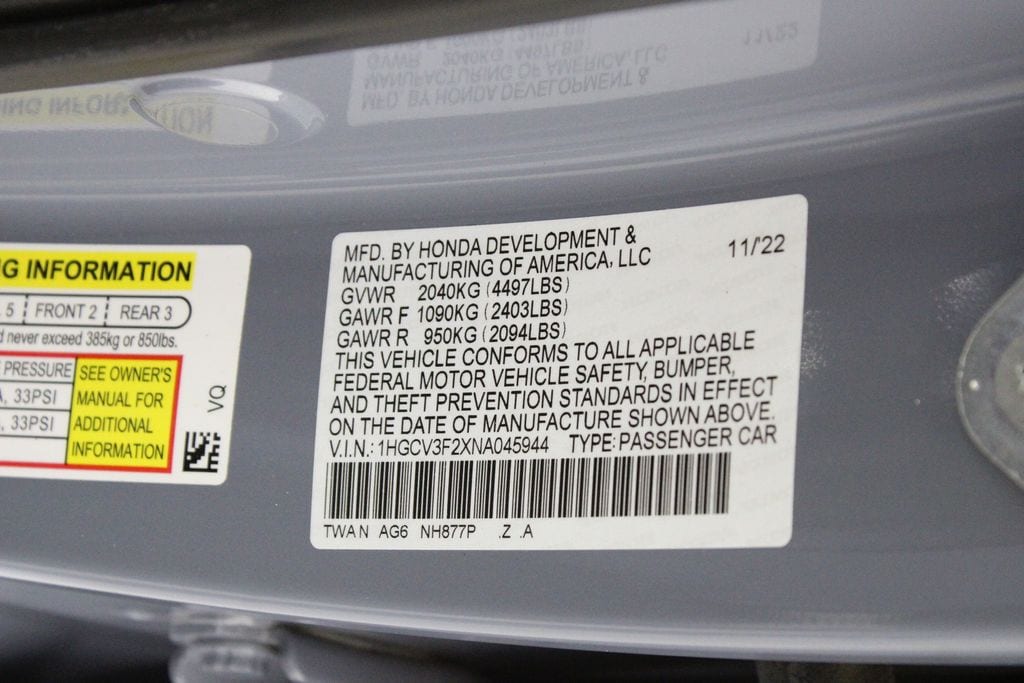 MFD. BY HONDA DEVELOPMENT &
MANUFACTURING OF AMERICA, LLC
11/'22
GVWR 2040KG (4497LBS)
GAWR F 1090KG (2403LBS)
GAWR R 950KG (2094LBS)
THIS VEHICLE CONFORMS TO ALL APPLICABLE
FEDERAL MOTOR VEHICLE SAFETY, BUMPER,
AND THEFT PREVENTION STANDARDS IN EFFECT
ON THE DATE OF MANUFACTURE SHOWN ABOVE.
V.I.N.: 1HGCV3F2XNA045944 TYPE: PASSENGER CAR
TWAN AG6 NH877P .Z .A
G INFORMATION
5 FRONT 2 REAR 3
never exceed 385kg or 850lbs.
PRESSURE
33PSI
33PSI
SEE OWNER'S
MANUAL FOR
ADDITIONAL
INFORMATION
VQ